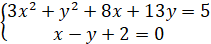 3x² + y² + 8x + 13y = 5
x − y + 2 = 0